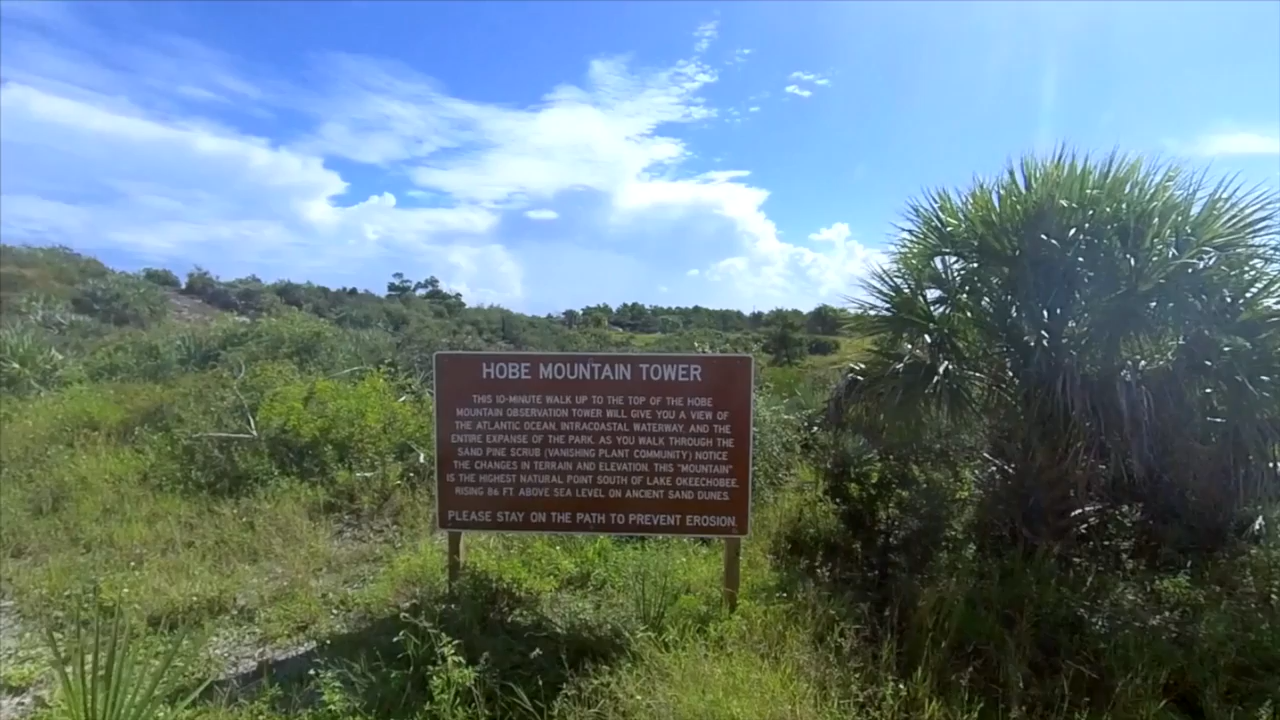 HOBE MOUNTAIN TOWER
THIS 10-MINUTE WALK UP TO THE TOP OF THE HOBE
MOUNTAIN OBSERVATION TOWER WILL GIVE YOU A VIEW OF
THE ATLANTIC OCEAN, INTRACOASTAL WATERWAY, AND THE
ENTIRE EXPANSE OF THE PARK. AS YOU WALK THROUGH THE
SAND PINE SCRUB (VANISHING PLANT COMMUNITY) NOTICE
THE CHANGES IN TERRAIN AND ELEVATION. THIS "MOUNTAIN"
IS THE HIGHEST NATURAL POINT SOUTH OF LAKE OKEECHOBEE,
RISING 86 FT. ABOVE SEA LEVEL ON ANCIENT SAND DUNES.
PLEASE STAY ON THE PATH TO PREVENT EROSION.